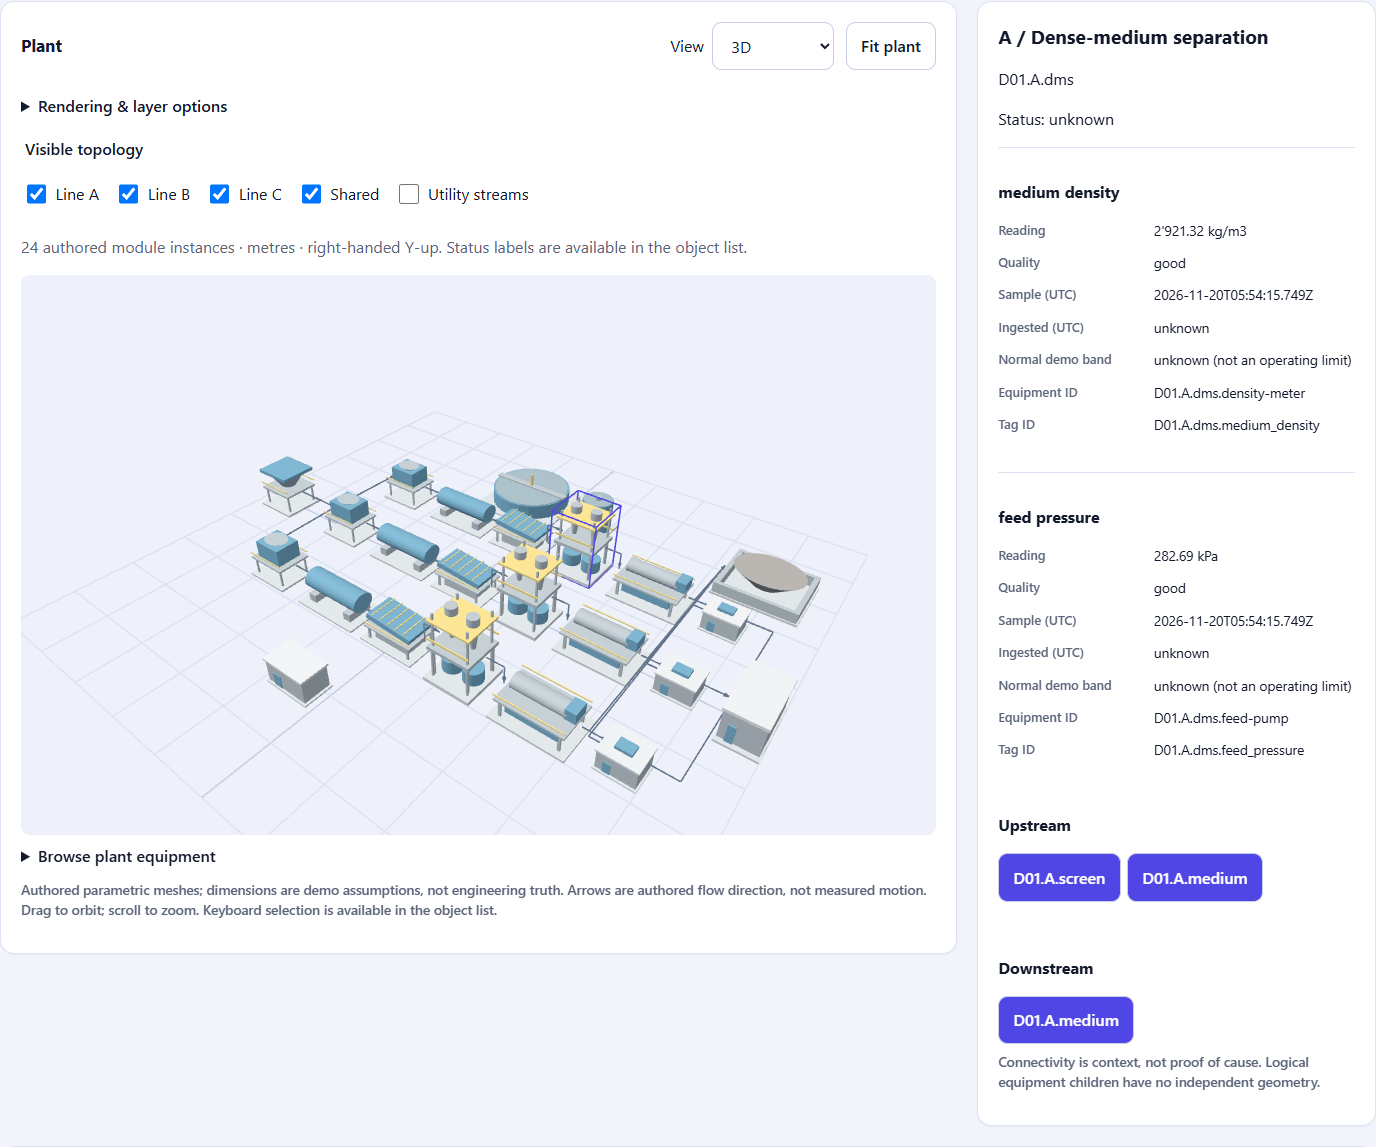 Plant
View
3D
Fit plant
Rendering & layer options
Visible topology
Line A
Line B
Line C
Shared
Utility streams
24 authored module instances · metres · right-handed Y-up. Status labels are available in the object list.
Browse plant equipment
Authored parametric meshes; dimensions are demo assumptions, not engineering truth. Arrows are authored flow direction, not measured motion.
Drag to orbit; scroll to zoom. Keyboard selection is available in the object list.
A / Dense-medium separation
D01.A.dms
Status: unknown
medium density
Reading 2'921.32 kg/m3
Quality good
Sample (UTC) 2026-11-20T05:54:15.749Z
Ingested (UTC) unknown
Normal demo band unknown (not an operating limit)
Equipment ID D01.A.dms.density-meter
Tag ID D01.A.dms.medium_density
feed pressure
Reading 282.69 kPa
Quality good
Sample (UTC) 2026-11-20T05:54:15.749Z
Ingested (UTC) unknown
Normal demo band unknown (not an operating limit)
Equipment ID D01.A.dms.feed-pump
Tag ID D01.A.dms.feed_pressure
Upstream
D01.A.screen D01.A.medium
Downstream
D01.A.medium
Connectivity is context, not proof of cause. Logical
equipment children have no independent geometry.